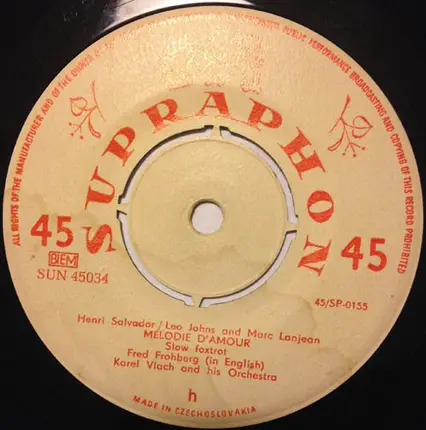 ALL RIGHTS OF THE MANUFACTURER AND OF THE OWNER OF
PUBLIC PERFORMANCE BROADCASTING AND COPYING OF THIS RECORD PROHIBITED
SUPRAPHON
45
45
BIEM
SUN 45034
45/SP-0155
Henri Salvador/Leo Johns and Marc Lanjean
MÉLODIE D'AMOUR
Slow foxtrot
Fred Frohberg (in English)
Karel Vlach and his Orchestra
h
MADE IN CZECHOSLOVAKIA